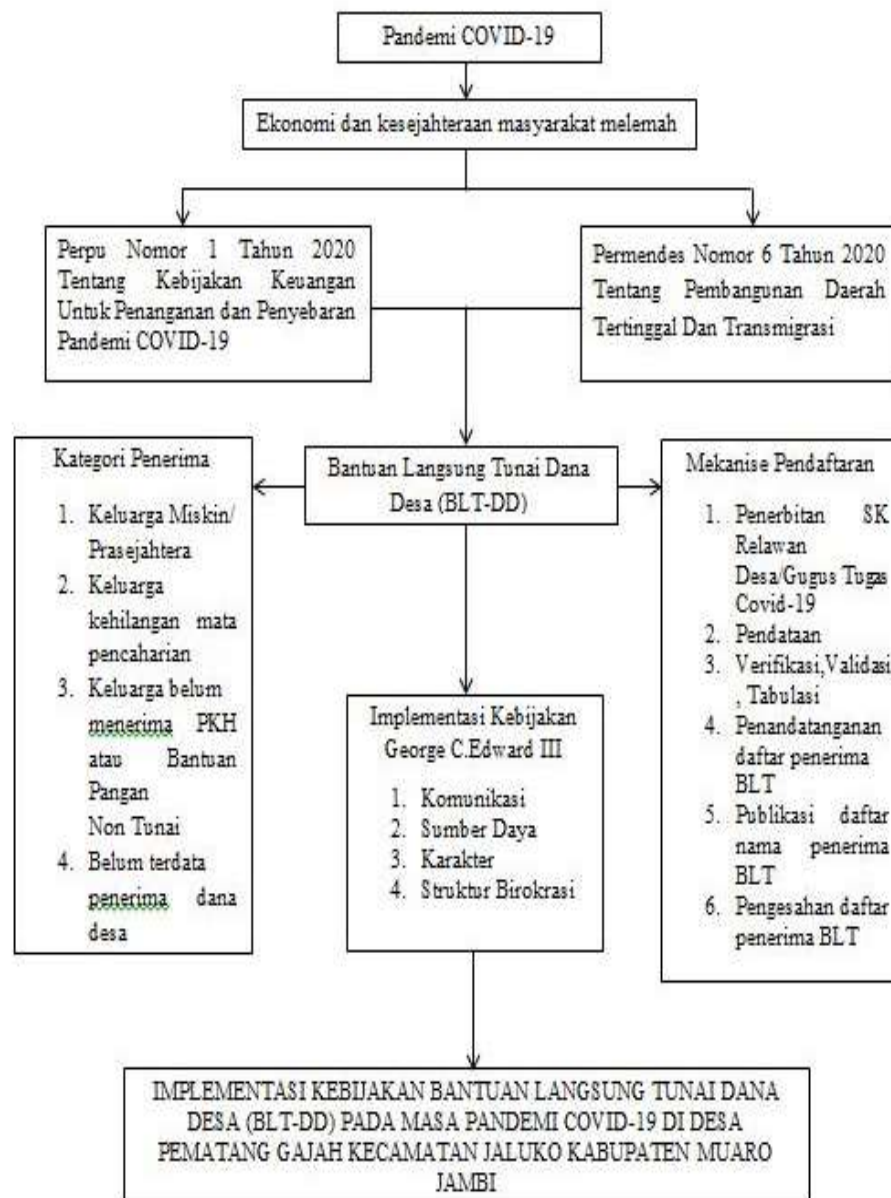 Pandemi COVID-19
Ekonomi dan kesejahteraan masyarakat melemah
Perpu Nomor 1 Tahun 2020
Tentang Kebijakan Keuangan
Untuk Penanganan dan Penyebaran
Pandemi COVID-19
Permendes Nomor 6 Tahun 2020
Tentang Pembangunan Daerah
Tertinggal Dan Transmigrasi
Kategori Penerima
1. Keluarga Miskin/
Prasejahtera
2. Keluarga
kehilangan mata
pencaharian
3. Keluarga belum
menerima PKH
atau Bantuan
Pangan
Non Tunai
4. Belum terdata
penerima dana
desa
Bantuan Langsung Tunai Dana
Desa (BLT-DD)
Mekanise Pendaftaran
1. Penerbitan SK
Relawan
Desa/Gugus Tugas
Covid-19
2. Pendataan
3. Verifikasi,Validasi
, Tabulasi
4. Penandatanganan
daftar penerima
BLT
5. Publikasi daftar
nama penerima
BLT
6. Pengesahan daftar
penerima BLT
Implementasi Kebijakan
George C.Edward III
1. Komunikasi
2. Sumber Daya
3. Karakter
4. Struktur Birokrasi
IMPLEMENTASI KEBIJAKAN BANTUAN LANGSUNG TUNAI DANA
DESA (BLT-DD) PADA MASA PANDEMI COVID-19 DI DESA
PEMATANG GAJAH KECAMATAN JALUKO KABUPATEN MUARO
JAMBI